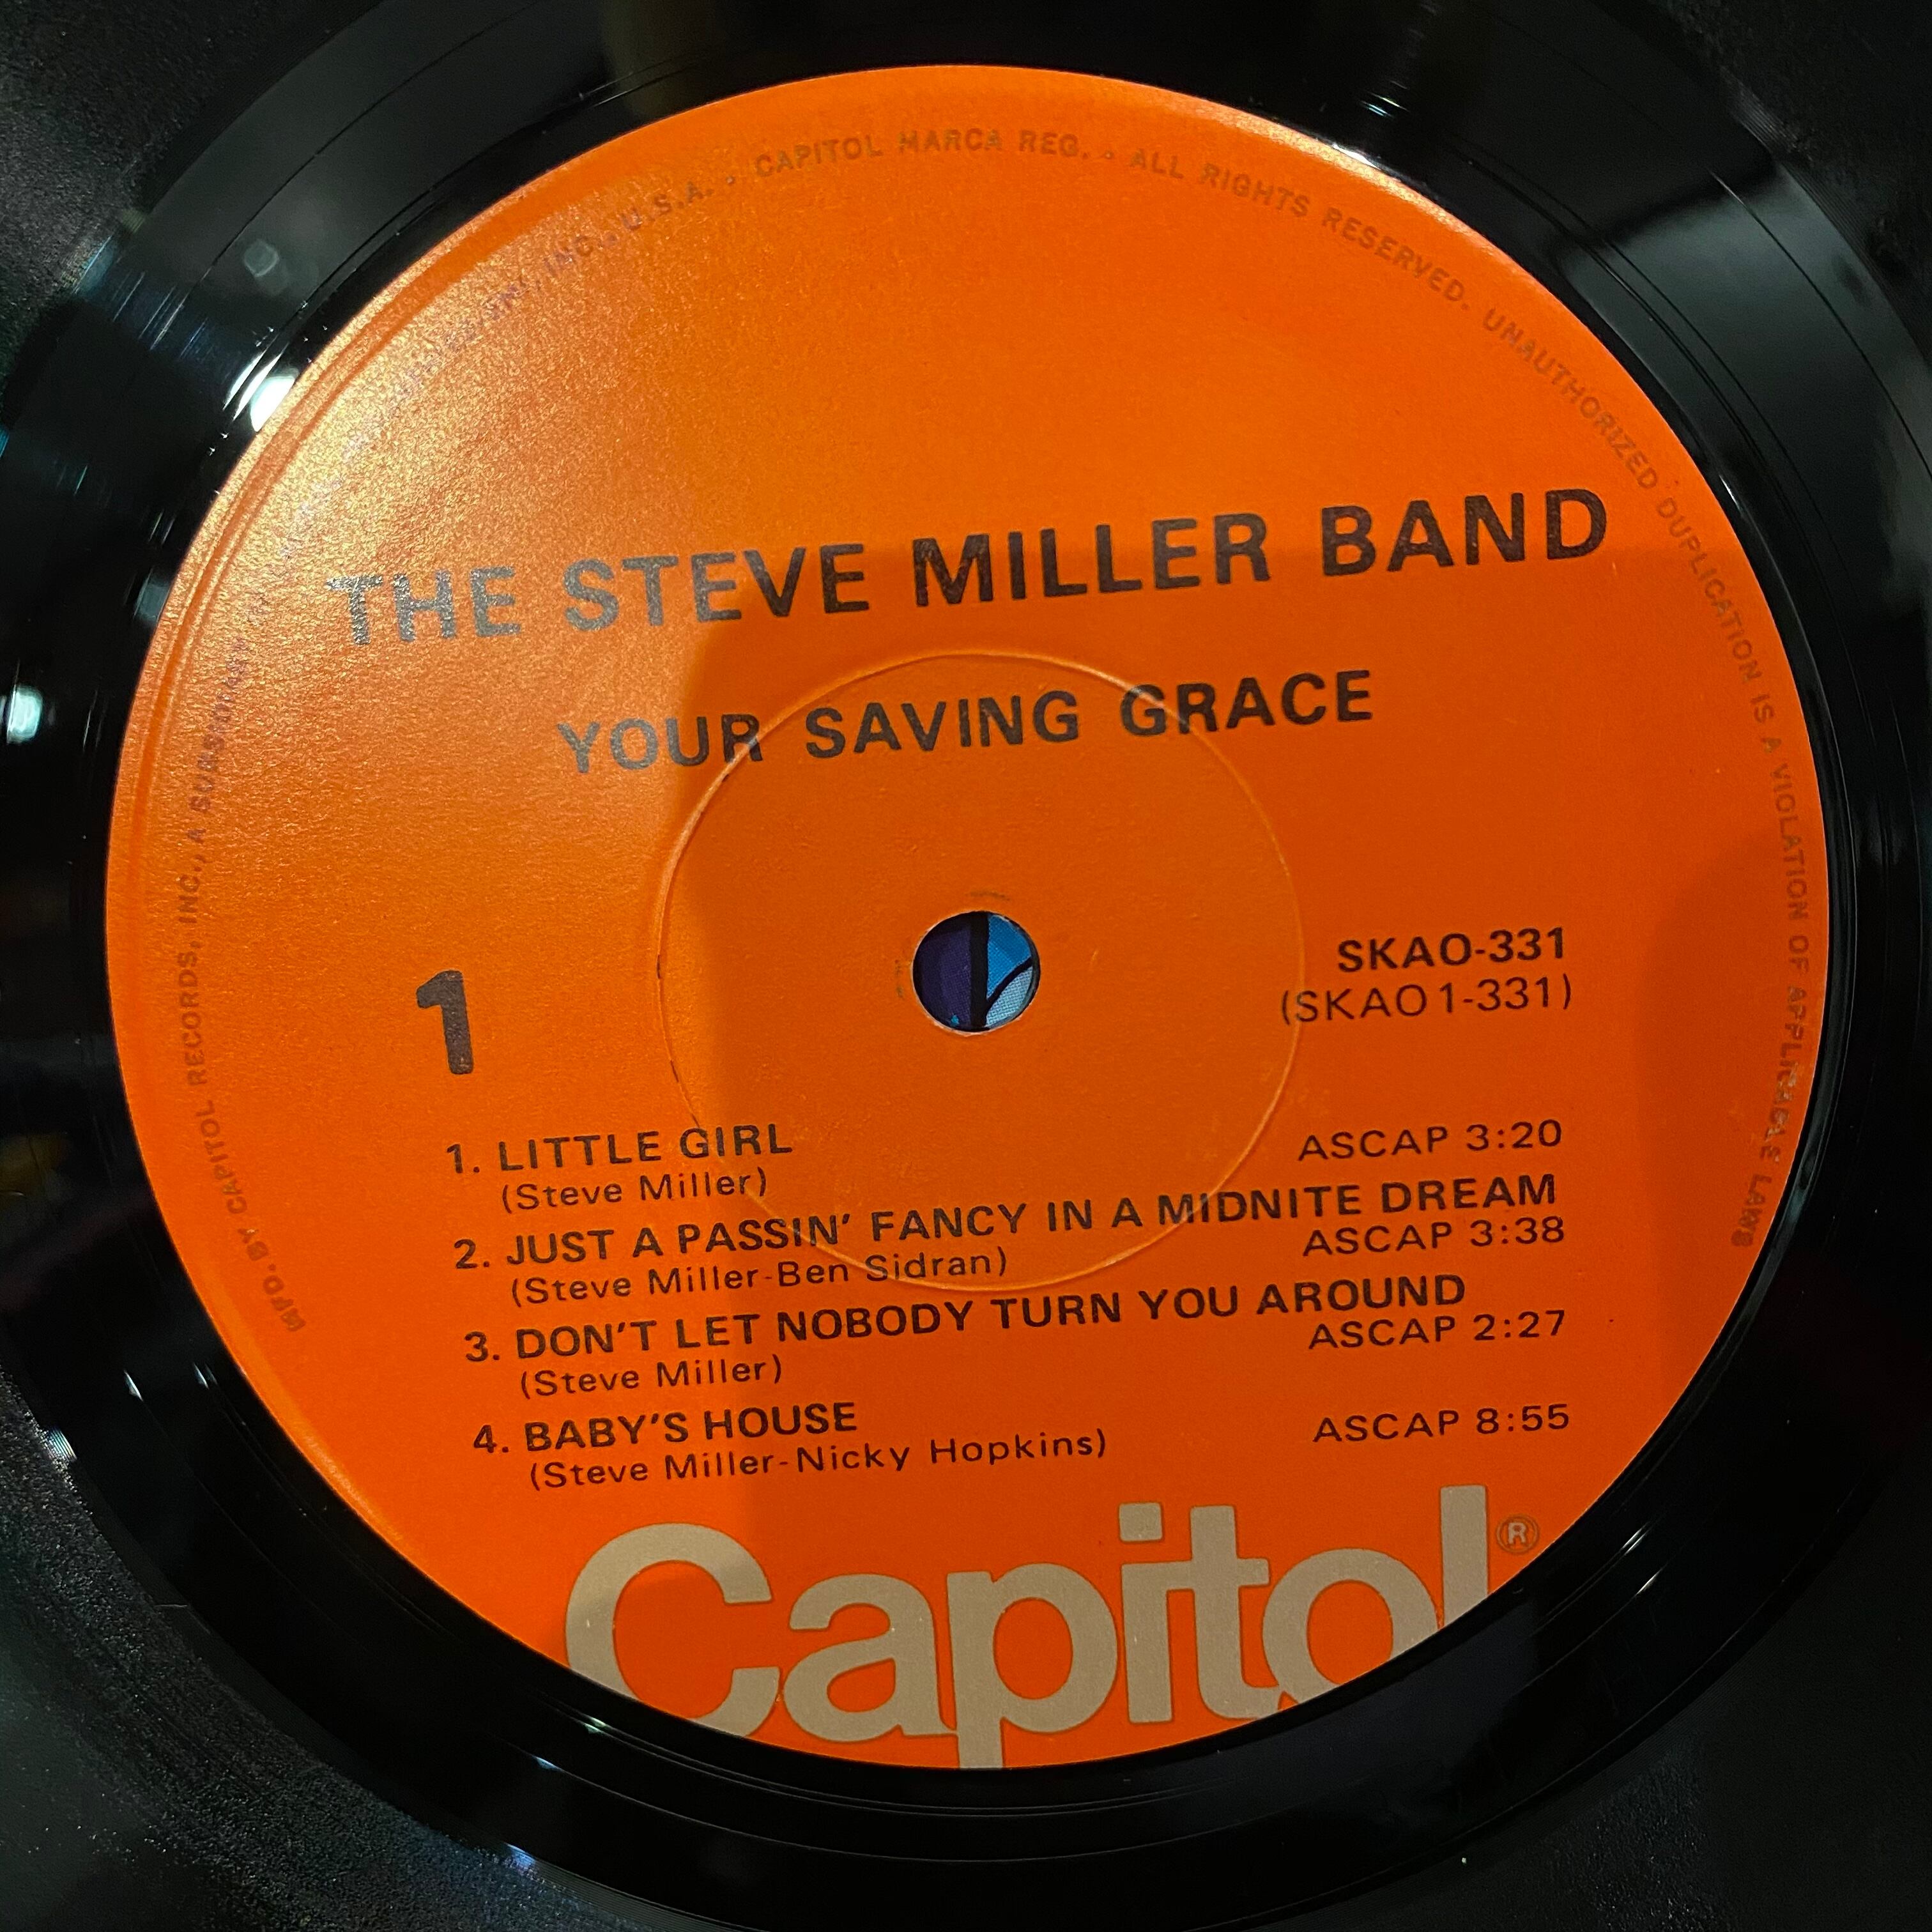 MFD. BY CAPITOL RECORDS, INC., A SUBSIDIARY INC. U.S.A. • CAPITOL MARCA REG. • ALL RIGHTS RESERVED. UNAUTHORIZED DUPLICATION IS A VIOLATION OF APPLICABLE LAWS
THE STEVE MILLER BAND
YOUR SAVING GRACE
1
SKAO-331
(SKAO 1-331)
1. LITTLE GIRL ASCAP 3:20
(Steve Miller)
2. JUST A PASSIN' FANCY IN A MIDNITE DREAM
(Steve Miller-Ben Sidran) ASCAP 3:38
3. DON'T LET NOBODY TURN YOU AROUND
(Steve Miller) ASCAP 2:27
4. BABY'S HOUSE ASCAP 8:55
(Steve Miller-Nicky Hopkins)
Capitol®